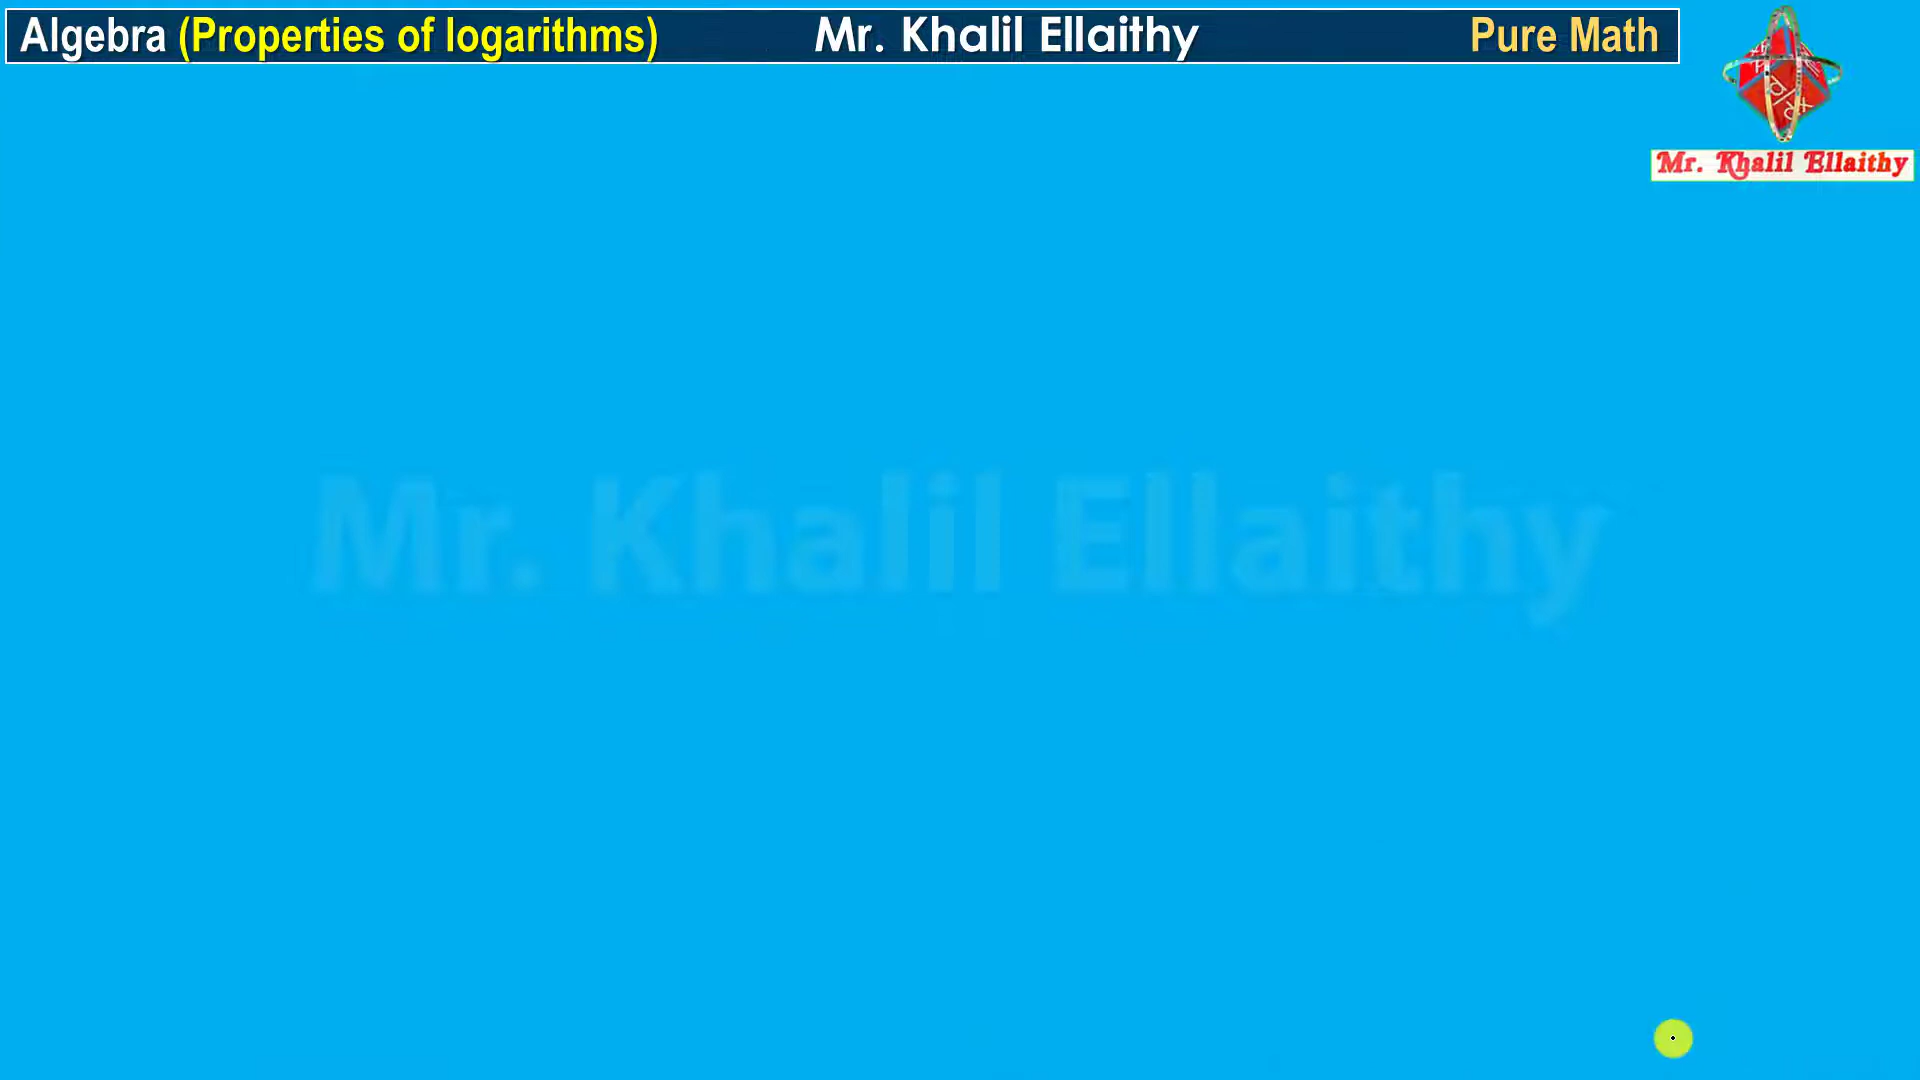 Algebra (Properties of logarithms) Mr. Khalil Ellaithy Pure Math
Mr. Khalil Ellaithy
Mr. Khalil Ellaithy